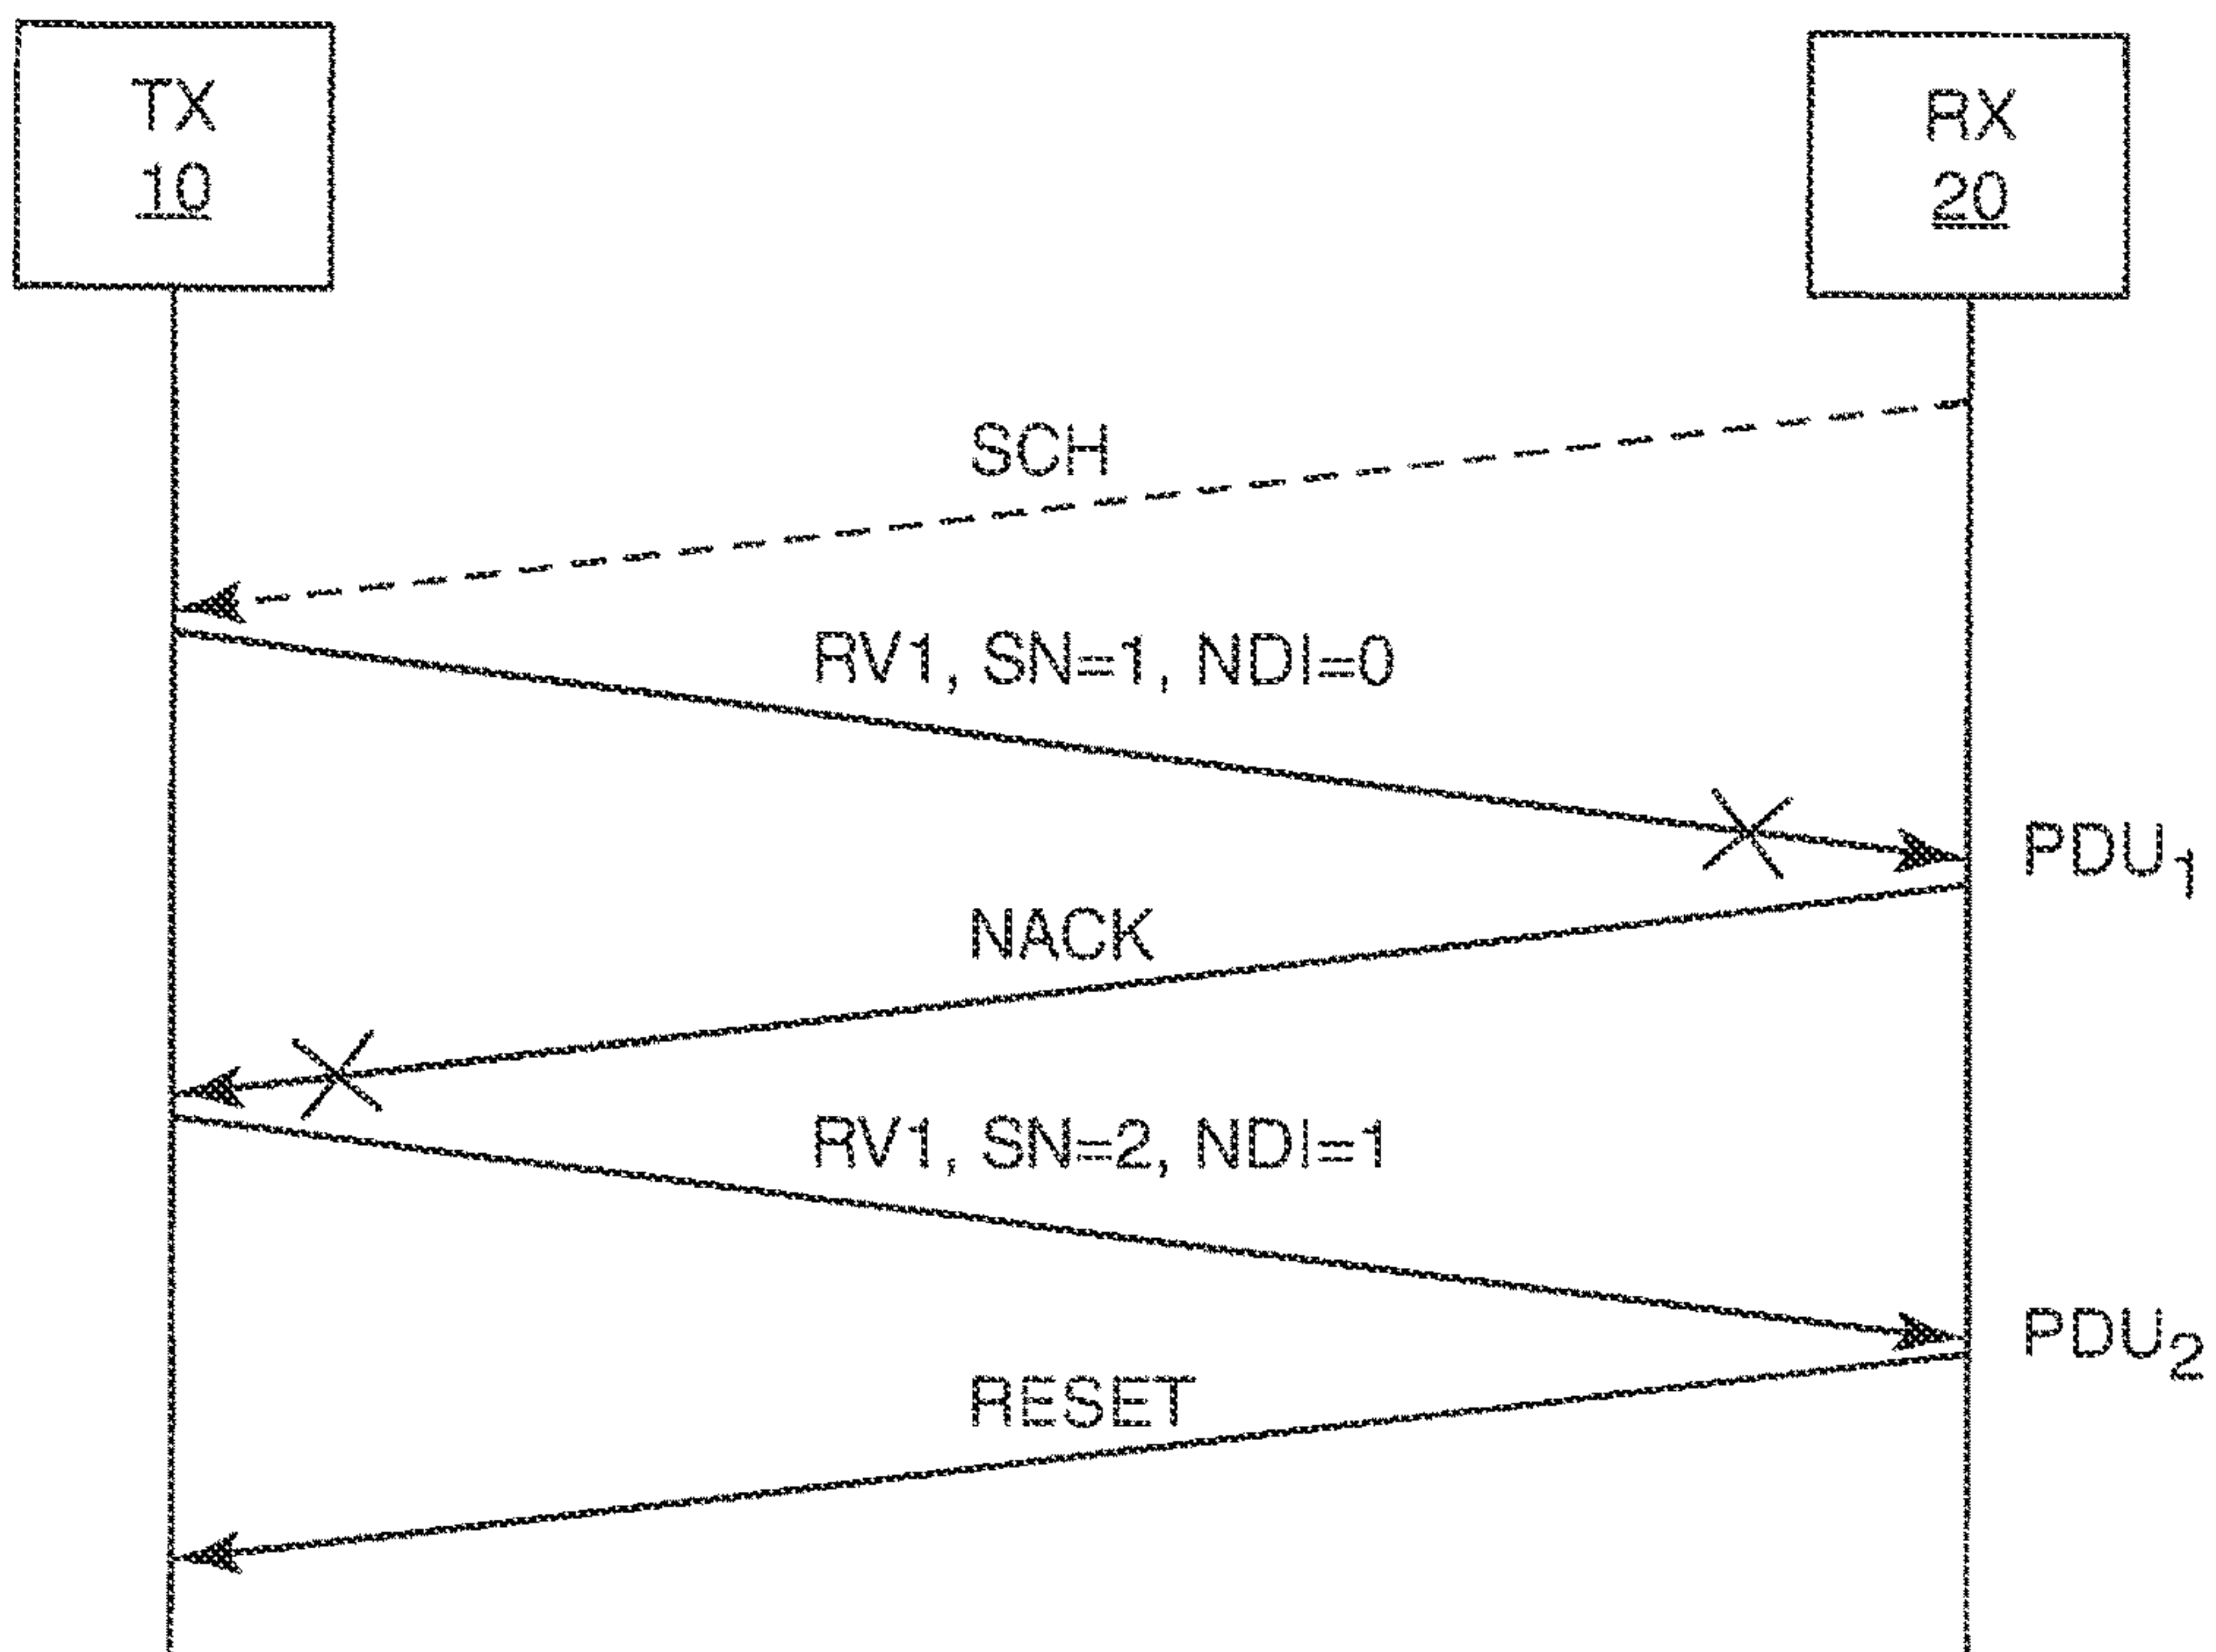 TX
10
RX
20
SCH
RV1, SN=1, NDI=0
PDU1
NACK
RV1, SN=2, NDI=1
PDU2
RESET